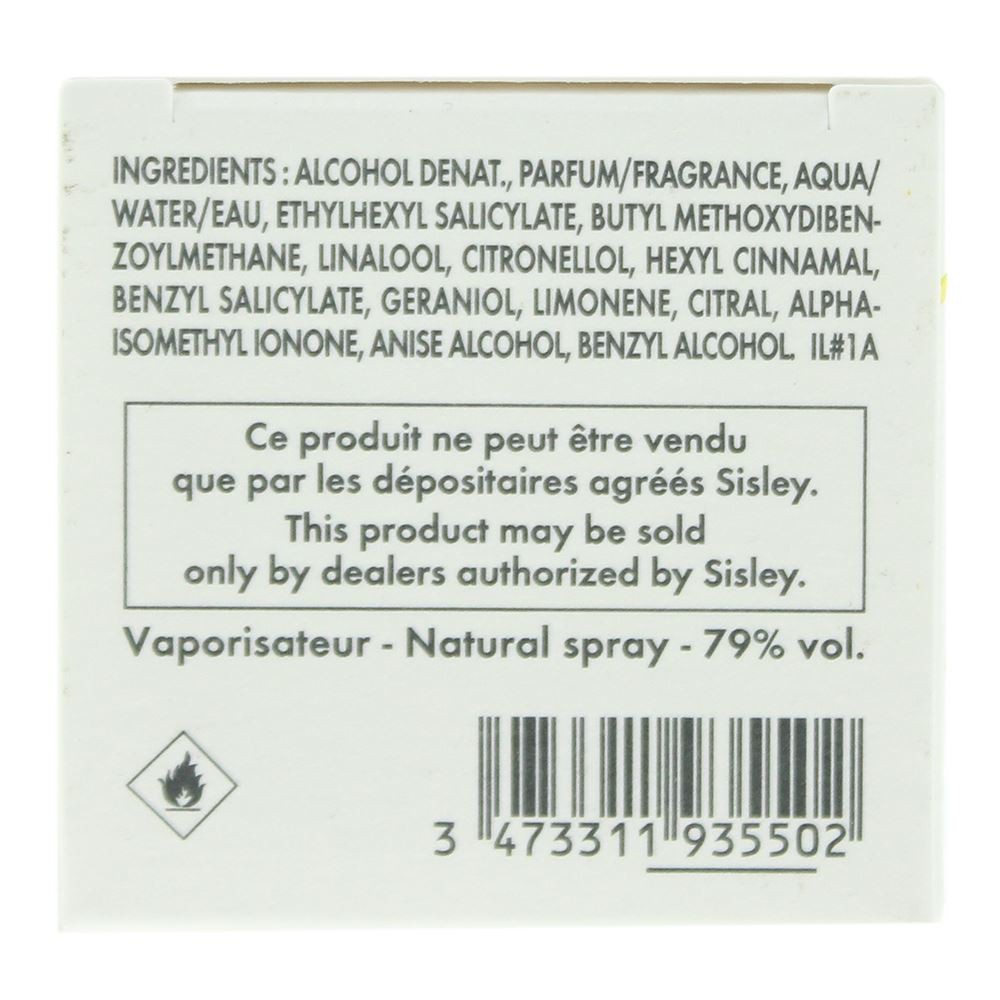 INGREDIENTS : ALCOHOL DENAT., PARFUM/FRAGRANCE, AQUA/
WATER/EAU, ETHYLHEXYL SALICYLATE, BUTYL METHOXYDIBEN-
ZOYLMETHANE, LINALOOL, CITRONELLOL, HEXYL CINNAMAL,
BENZYL SALICYLATE, GERANIOL, LIMONENE, CITRAL, ALPHA-
ISOMETHYL IONONE, ANISE ALCOHOL, BENZYL ALCOHOL. IL#1A
Ce produit ne peut être vendu
que par les dépositaires agréés Sisley.
This product may be sold
only by dealers authorized by Sisley.
Vaporisateur - Natural spray - 79% vol.
3 473311 935502